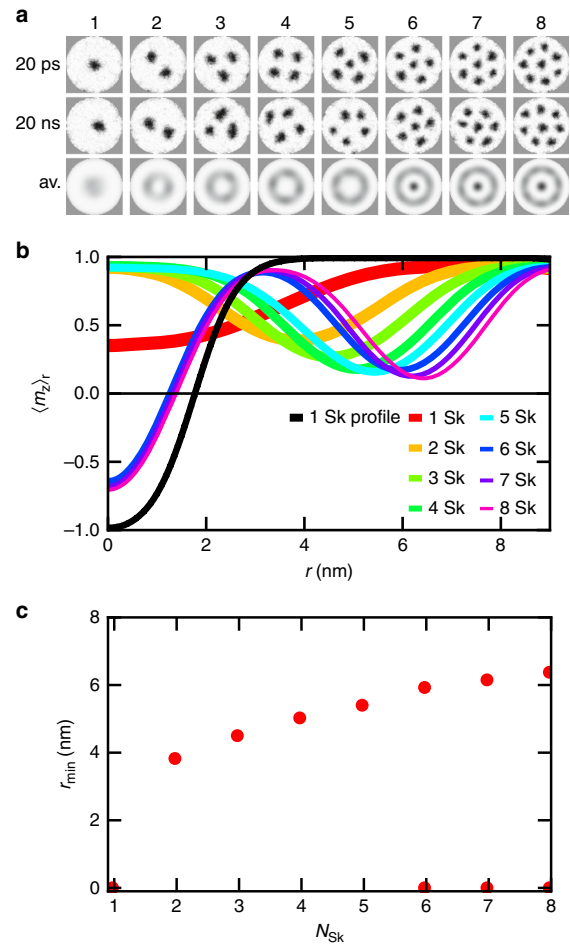 a
1 2 3 4 5 6 7 8
20 ps
20 ns
av.
b
1.0
0.5
0.0
−0.5
−1.0
⟨m_z⟩_r
1 Sk profile
1 Sk
2 Sk
3 Sk
4 Sk
5 Sk
6 Sk
7 Sk
8 Sk
0 2 4 6 8
r (nm)
c
8
6
4
2
0
r_min (nm)
1 2 3 4 5 6 7 8
N_Sk